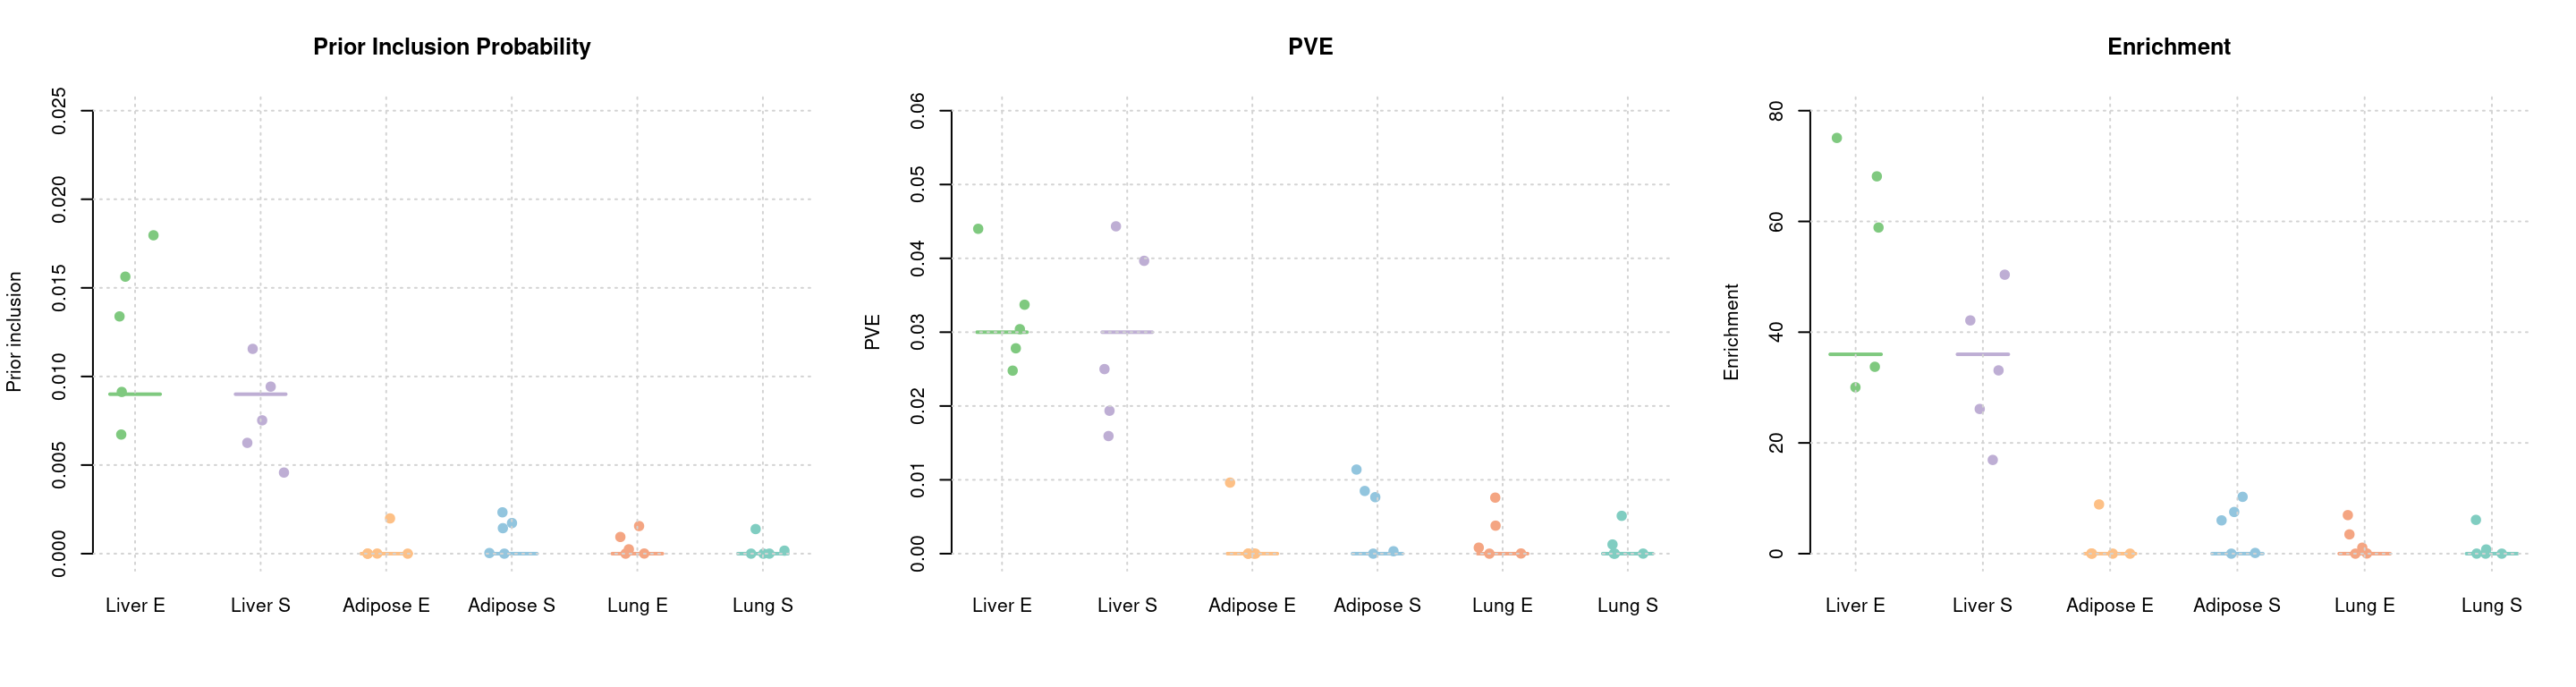 Prior Inclusion Probability
Prior inclusion
0.025
0.020
0.015
0.010
0.005
0.000
Liver E Liver S Adipose E Adipose S Lung E Lung S
PVE
PVE
0.06
0.05
0.04
0.03
0.02
0.01
0.00
Liver E Liver S Adipose E Adipose S Lung E Lung S
Enrichment
Enrichment
80
60
40
20
0
Liver E Liver S Adipose E Adipose S Lung E Lung S